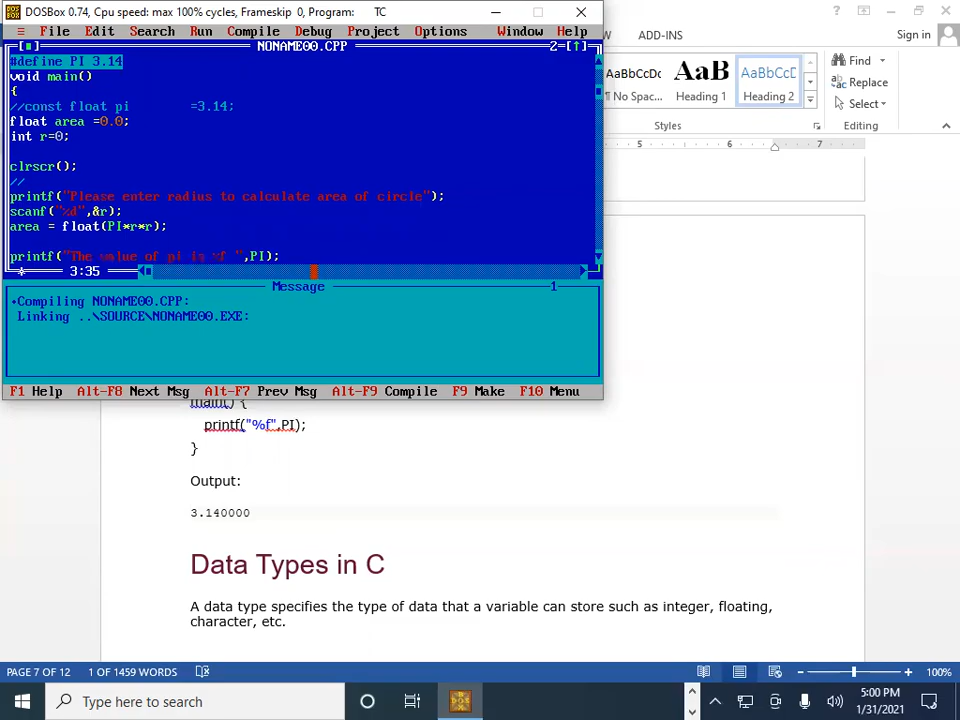 DOSBox 0.74, Cpu speed: max 100% cycles, Frameskip 0, Program: TC
≡ File Edit Search Run Compile Debug Project Options Window Help
NONAME00.CPP 2=[↑]
#define PI 3.14
void main()
{
//const float pi =3.14;
float area =0.0;
int r=0;
clrscr();
//
printf("Please enter radius to calculate area of circle");
scanf("%d",&r);
area = float(PI*r*r);
printf("The value of pi is %f ",PI);
3:35
Message 1
•Compiling NONAME00.CPP:
Linking ..\SOURCE\NONAME00.EXE:
F1 Help Alt-F8 Next Msg Alt-F7 Prev Msg Alt-F9 Compile F9 Make F10 Menu
Sign in
W ADD-INS
AaBbCcDc AaBb AaBbCcD
¶ No Spac... Heading 1 Heading 2
Find
Replace
Select
Styles Editing
5 6 7
main() {
printf("%f",PI);
}
Output:
3.140000
Data Types in C
A data type specifies the type of data that a variable can store such as integer, floating,
character, etc.
PAGE 7 OF 12 1 OF 1459 WORDS 100%
Type here to search
5:00 PM
1/31/2021